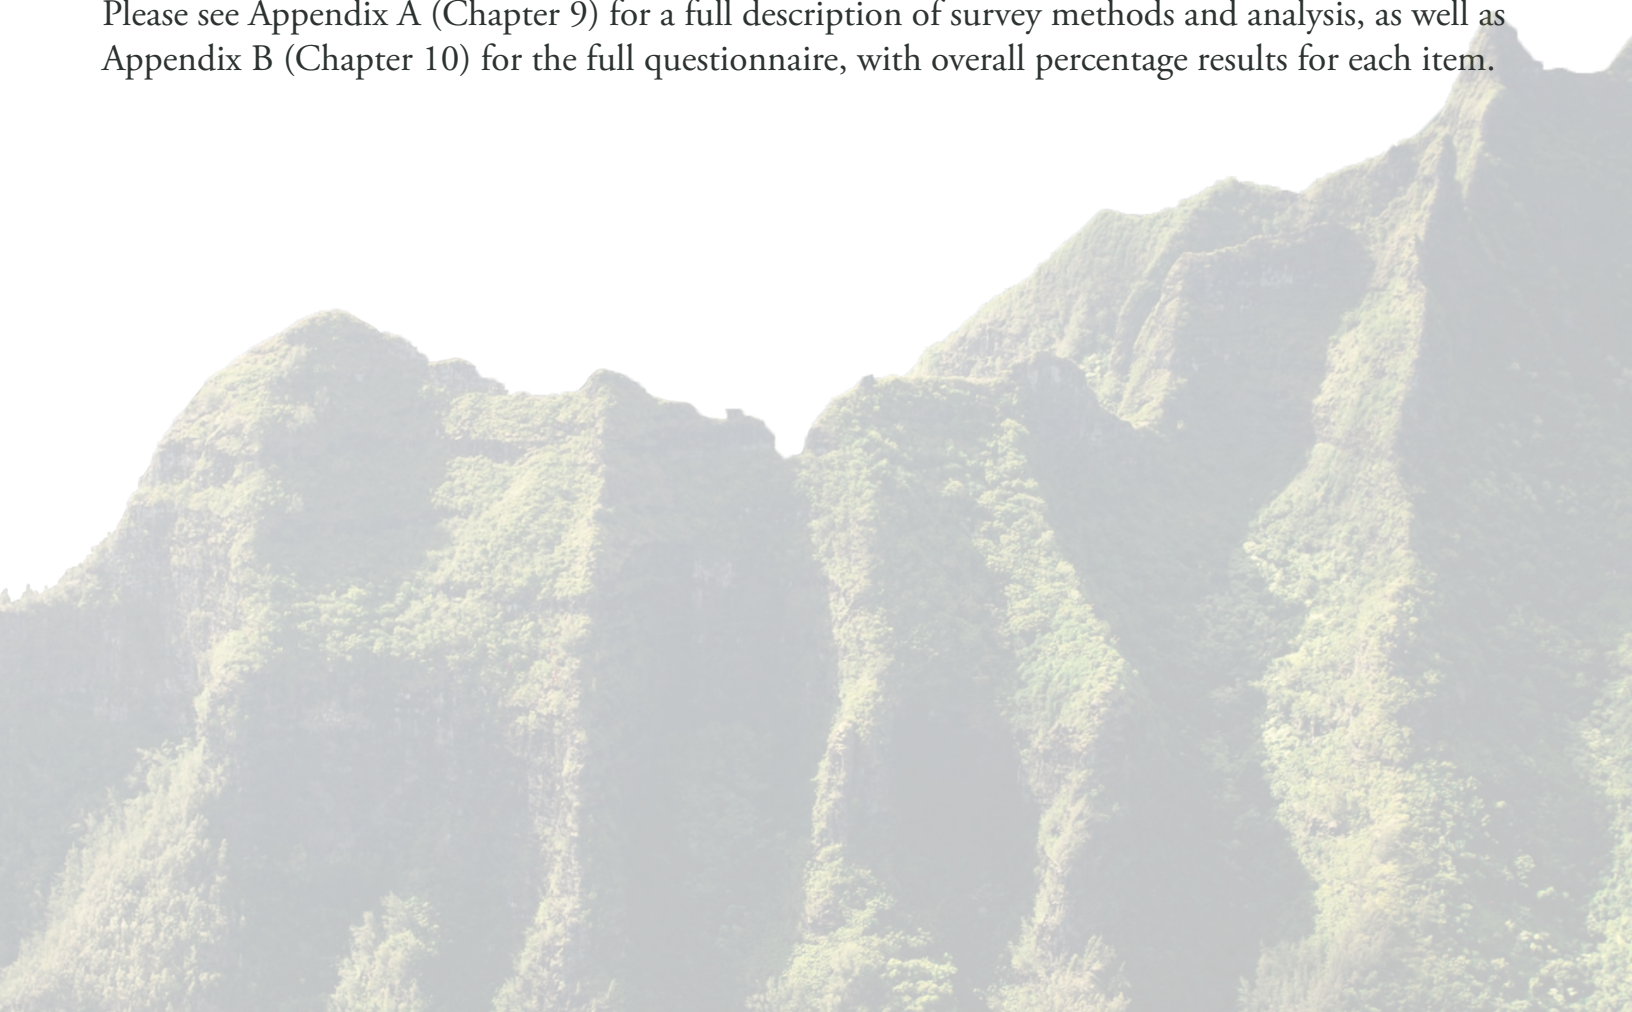 Please see Appendix A (Chapter 9) for a full description of survey methods and analysis, as well as
Appendix B (Chapter 10) for the full questionnaire, with overall percentage results for each item.